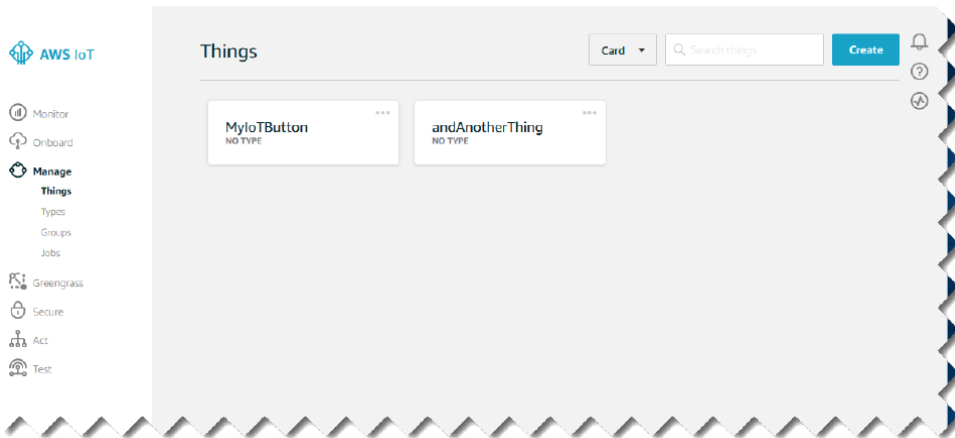 AWS IoT
Monitor
Onboard
Manage
Things
Types
Groups
Jobs
Greengrass
Secure
Act
Test
Things
Card
Search things
Create
MyIoTButton
NO TYPE
andAnotherThing
NO TYPE